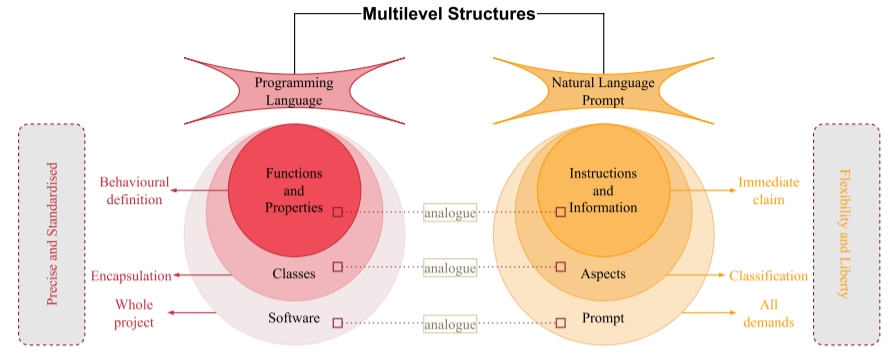 Multilevel Structures
Programming
Language
Natural Language
Prompt
Precise and Standardised
Behavioural
definition
Encapsulation
Whole
project
Functions
and
Properties
Classes
Software
analogue
analogue
analogue
Instructions
and
Information
Aspects
Prompt
Immediate
claim
Classification
All
demands
Flexibility and Liberty